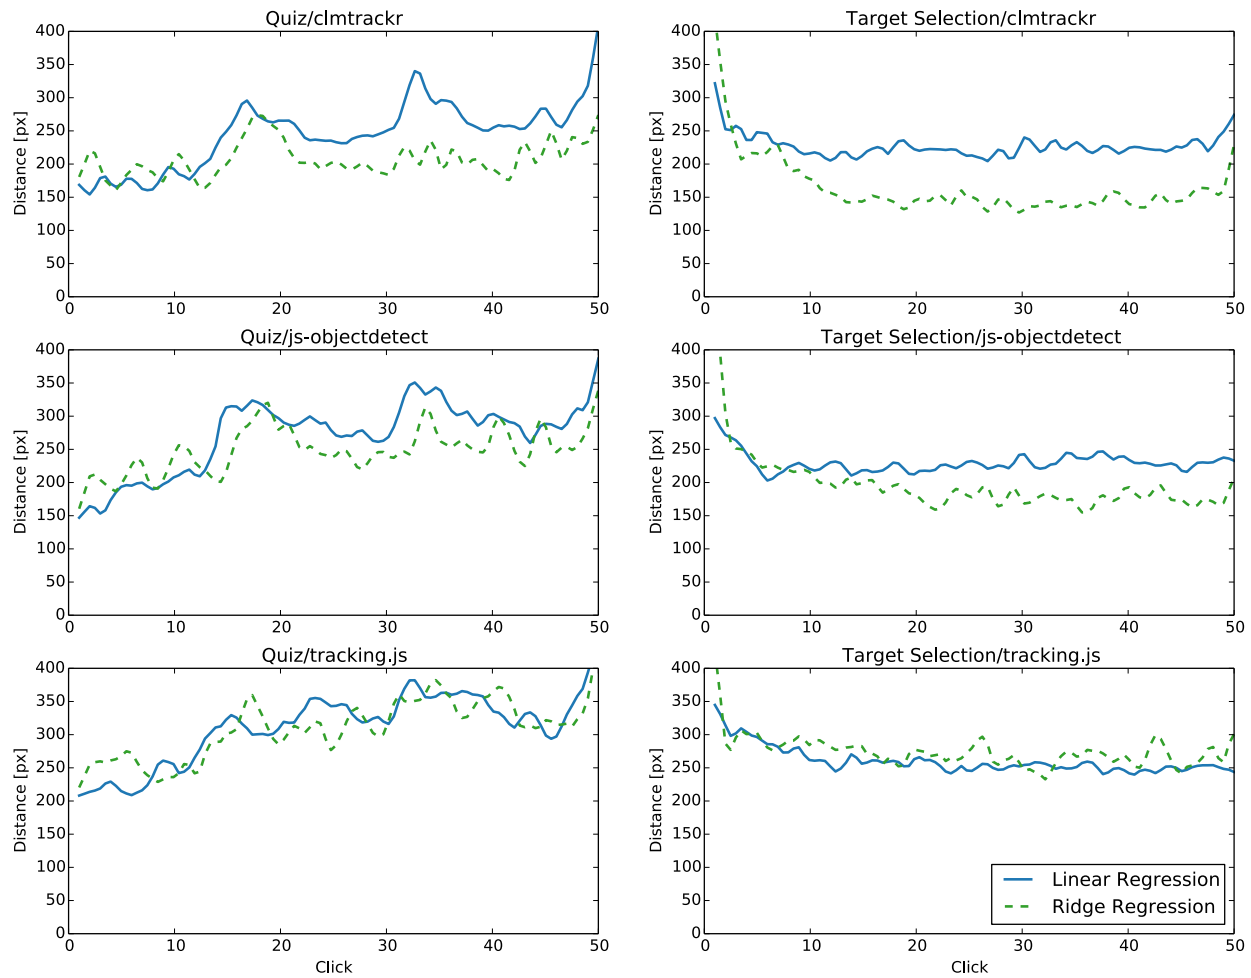 Quiz/clmtrackr
Distance [px]
400
350
300
250
200
150
100
50
0
0 10 20 30 40 50
Target Selection/clmtrackr
Distance [px]
400
350
300
250
200
150
100
50
0
0 10 20 30 40 50
Quiz/js-objectdetect
Distance [px]
400
350
300
250
200
150
100
50
0
0 10 20 30 40 50
Target Selection/js-objectdetect
Distance [px]
400
350
300
250
200
150
100
50
0
0 10 20 30 40 50
Quiz/tracking.js
Distance [px]
400
350
300
250
200
150
100
50
0
0 10 20 30 40 50
Click
Target Selection/tracking.js
Distance [px]
400
350
300
250
200
150
100
50
0
Linear Regression
Ridge Regression
0 10 20 30 40 50
Click